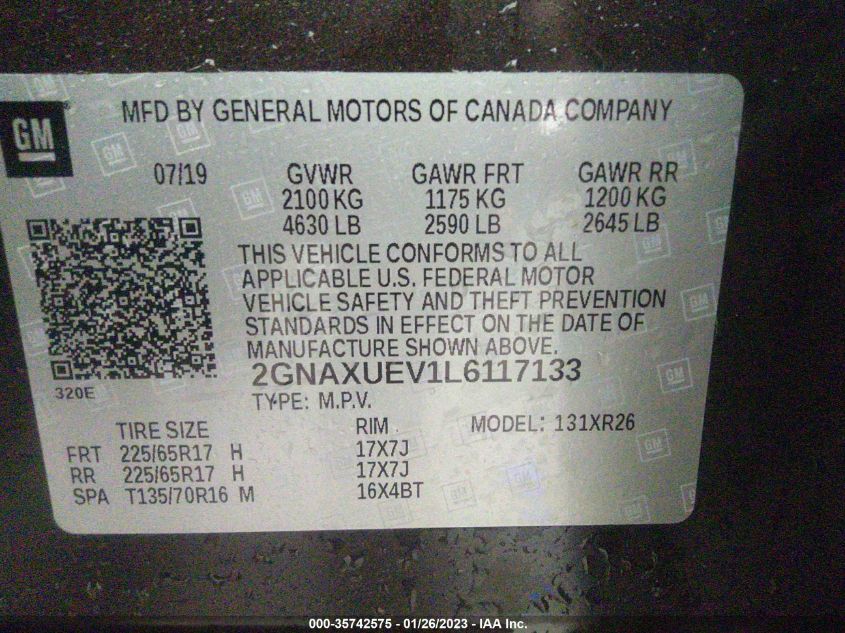 MFD BY GENERAL MOTORS OF CANADA COMPANY
GM
07/19 GVWR GAWR FRT GAWR RR
2100 KG 1175 KG 1200 KG
4630 LB 2590 LB 2645 LB
THIS VEHICLE CONFORMS TO ALL
APPLICABLE U.S. FEDERAL MOTOR
VEHICLE SAFETY AND THEFT PREVENTION
STANDARDS IN EFFECT ON THE DATE OF
MANUFACTURE SHOWN ABOVE.
320E
2GNAXUEV1L6117133
TYPE: M.P.V.
TIRE SIZE RIM MODEL: 131XR26
FRT 225/65R17 H 17X7J
RR 225/65R17 H 17X7J
SPA T135/70R16 M 16X4BT
000-35742575 - 01/26/2023 - IAA Inc.